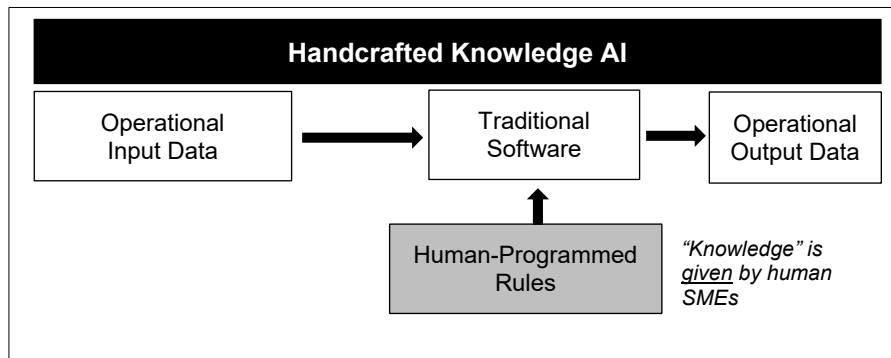 Handcrafted Knowledge AI
Operational
Input Data
Traditional
Software
Operational
Output Data
Human-Programmed
Rules
“Knowledge” is
given by human
SMEs